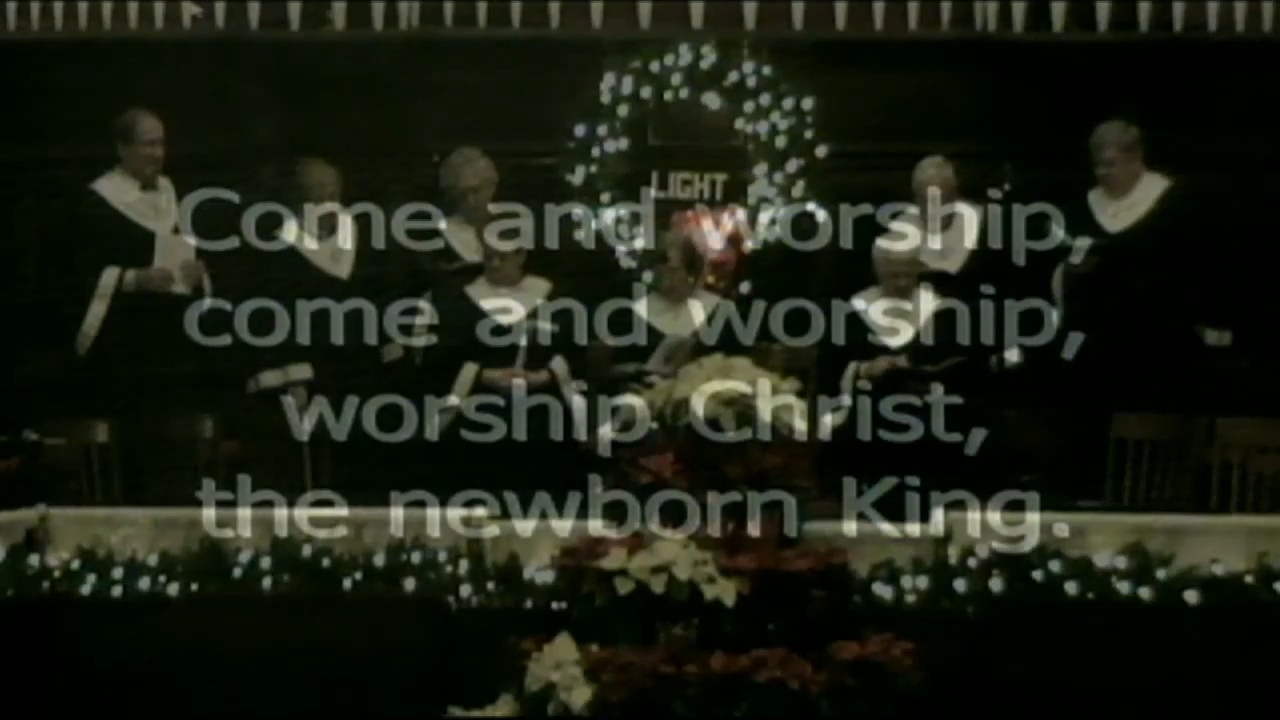 LIGHT
Come and worship,
come and worship,
worship Christ,
the newborn King.